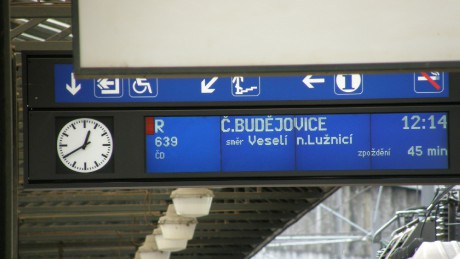 R Č.BUDĚJOVICE 12:14
639 směr Veselí n.Lužnicí
ČD zpoždění 45 min